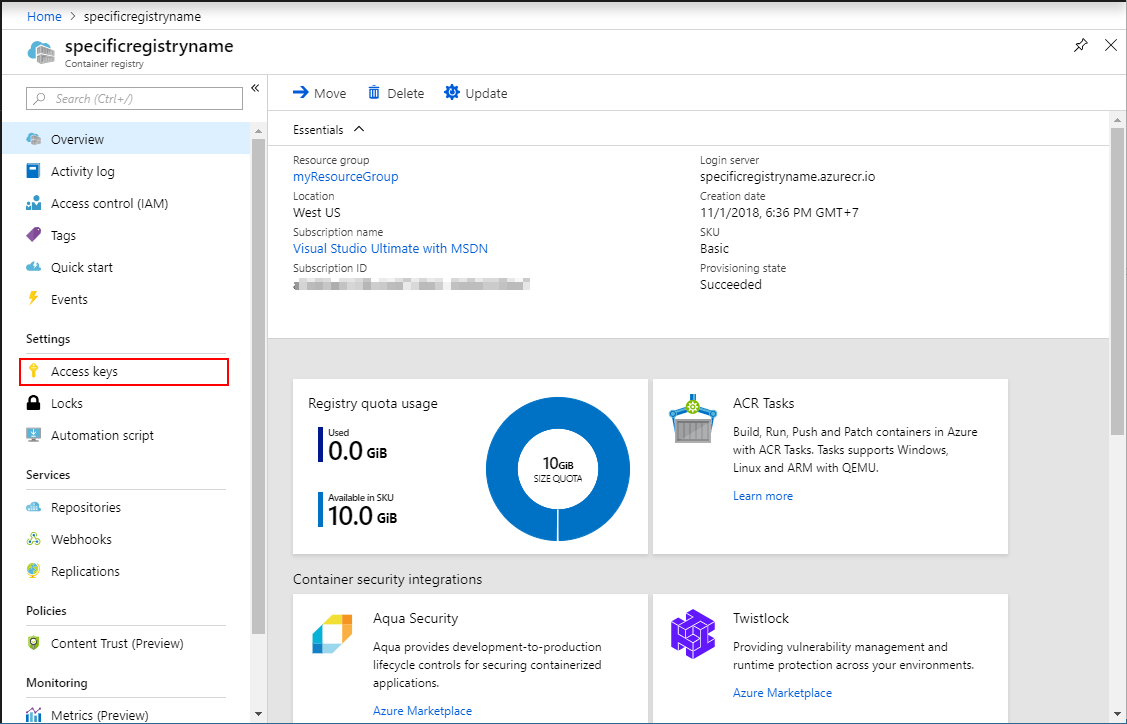 Home > specificregistryname
specificregistryname
Container registry
Search (Ctrl+/)
«
Overview
Activity log
Access control (IAM)
Tags
Quick start
Events
Settings
Access keys
Locks
Automation script
Services
Repositories
Webhooks
Replications
Policies
Content Trust (Preview)
Monitoring
Metrics (Preview)
Move
Delete
Update
Essentials
Resource group
myResourceGroup
Location
West US
Subscription name
Visual Studio Ultimate with MSDN
Subscription ID
Login server
specificregistryname.azurecr.io
Creation date
11/1/2018, 6:36 PM GMT+7
SKU
Basic
Provisioning state
Succeeded
Registry quota usage
Used
0.0 GiB
Available in SKU
10.0 GiB
10GiB
SIZE QUOTA
ACR Tasks
Build, Run, Push and Patch containers in Azure
with ACR Tasks. Tasks supports Windows,
Linux and ARM with QEMU.
Learn more
Container security integrations
Aqua Security
Aqua provides development-to-production
lifecycle controls for securing containerized
applications.
Azure Marketplace
Twistlock
Providing vulnerability management and
runtime protection across your environments.
Azure Marketplace